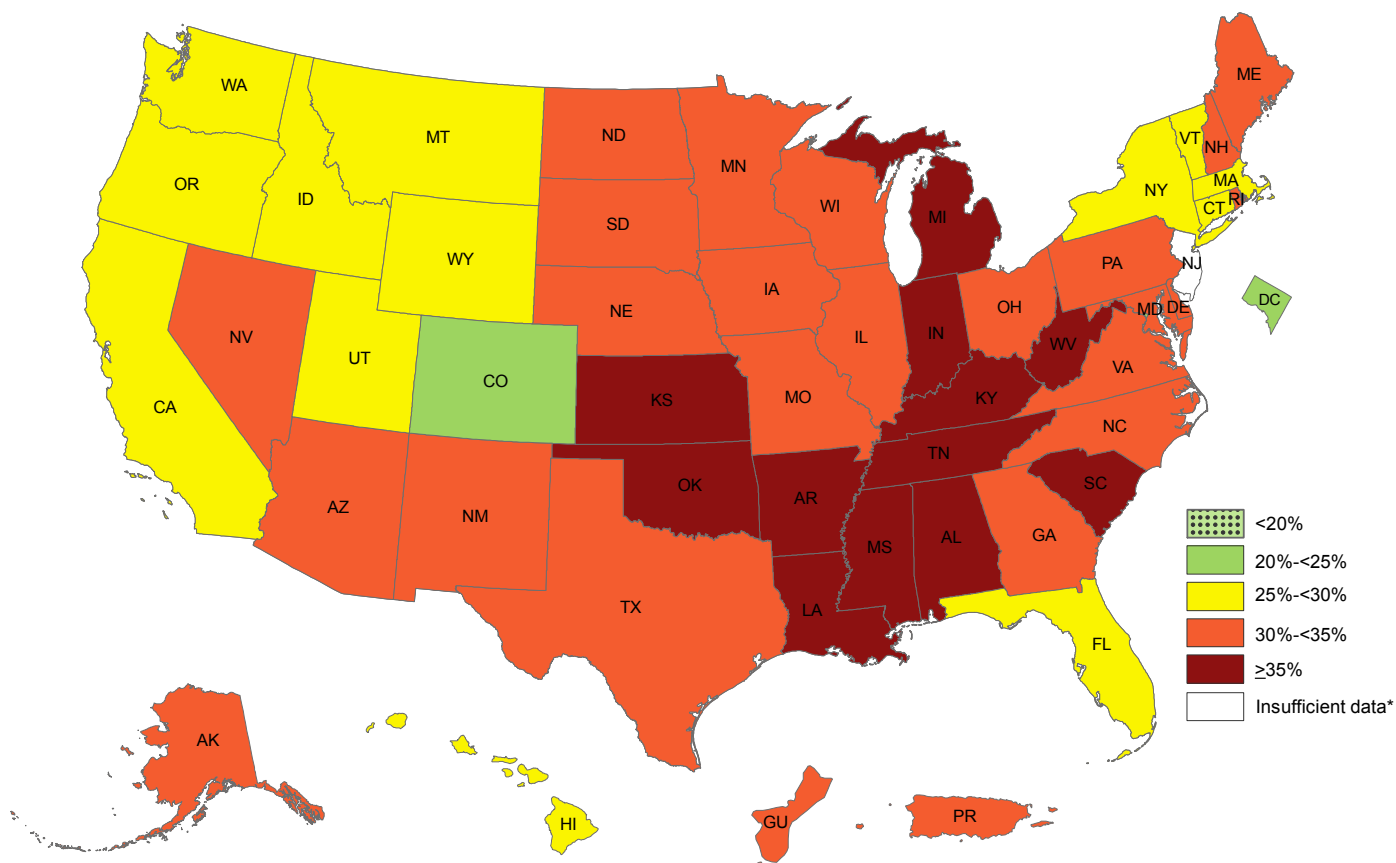 WA
MT
ND
MN
ME
VT
NH
OR
ID
SD
WI
MI
NY
MA
CT
RI
WY
NE
IA
PA
NJ
DC
NV
UT
CO
IL
IN
OH
MD
DE
CA
KS
MO
KY
WV
VA
AZ
NM
OK
AR
TN
NC
SC
TX
LA
MS
AL
GA
FL
AK
HI
GU
PR
<20%
20%-<25%
25%-<30%
30%-<35%
≥35%
Insufficient data*